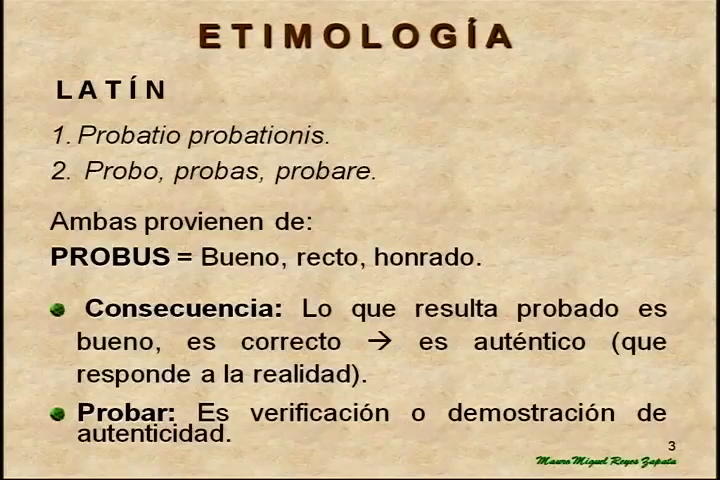 ETIMOLOGÍA
LATÍN
1. Probatio probationis.
2. Probo, probas, probare.
Ambas provienen de:
PROBUS = Bueno, recto, honrado.
Consecuencia: Lo que resulta probado es
bueno, es correcto → es auténtico (que
responde a la realidad).
Probar: Es verificación o demostración de
autenticidad.
3
Mauro Miguel Reyes Zapata